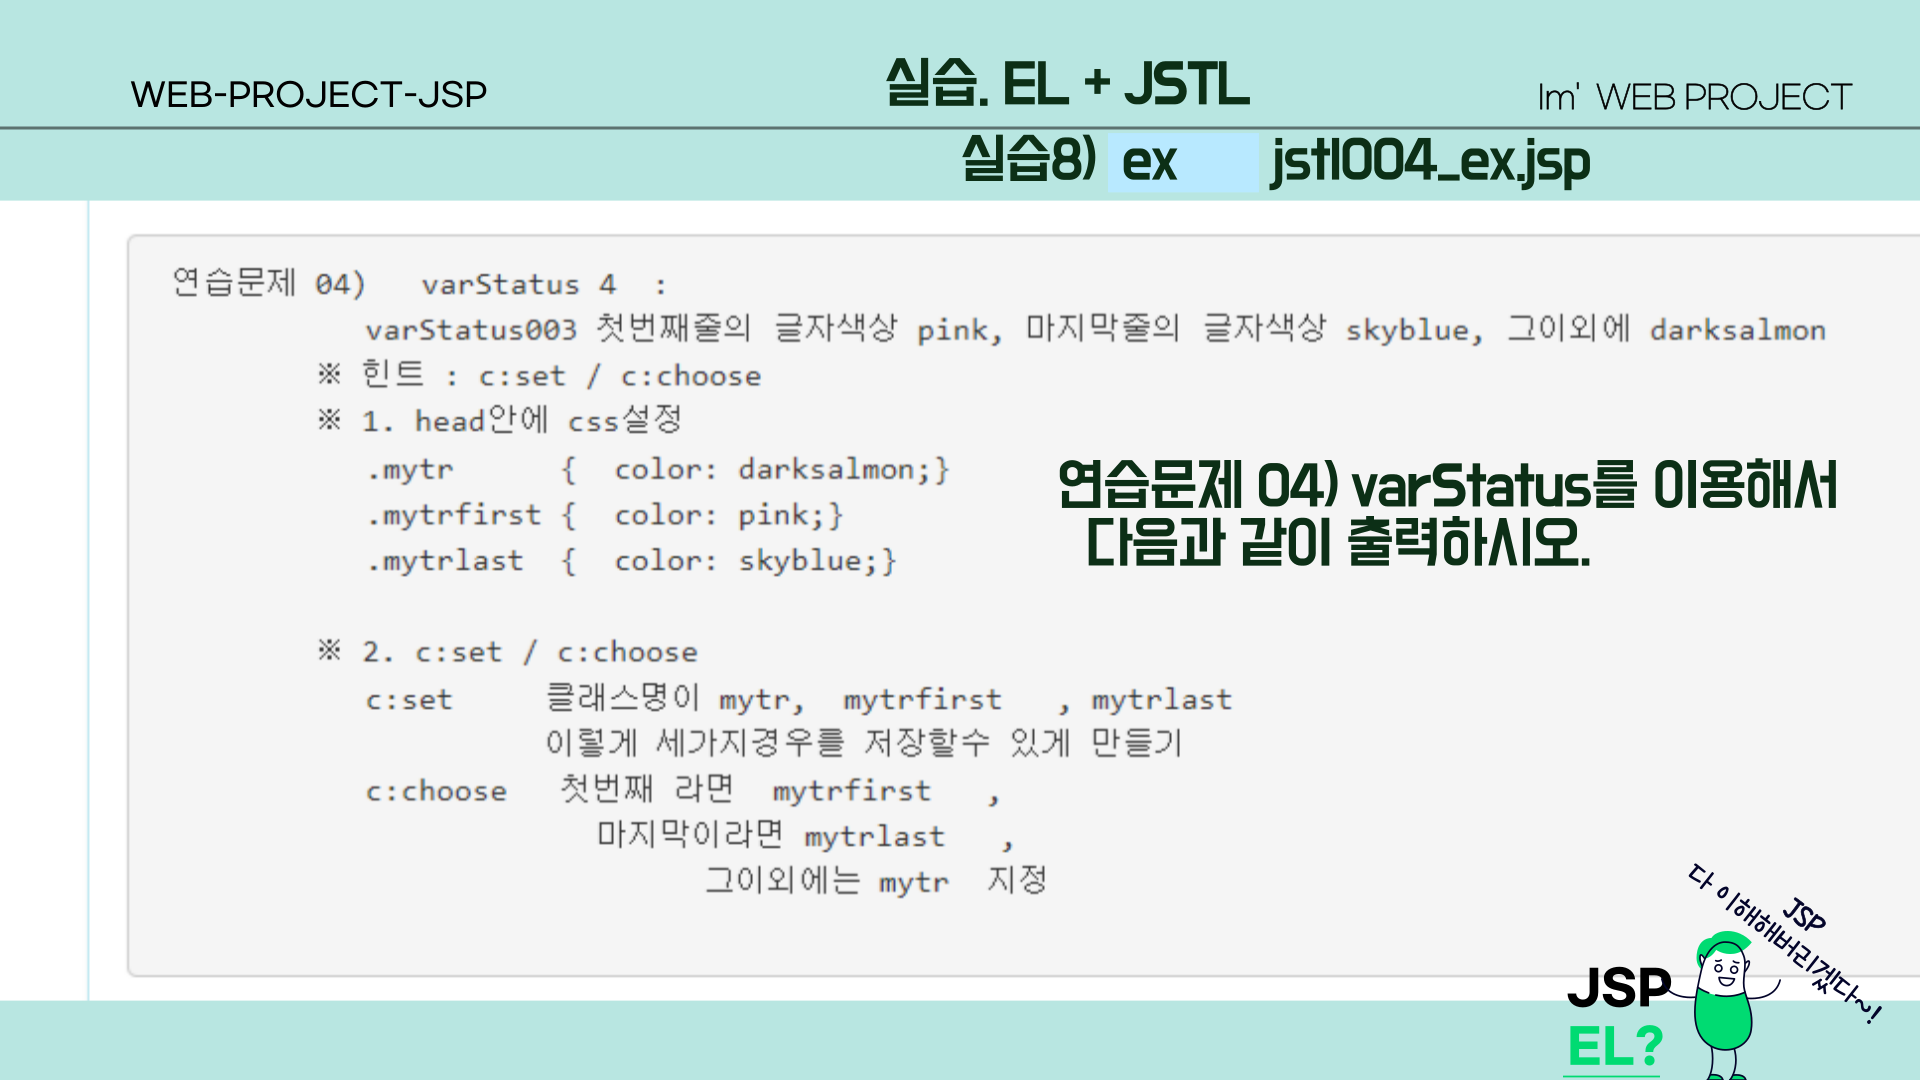 WEB-PROJECT-JSP
실습. EL + JSTL
Im' WEB PROJECT
실습8) ex jstl004_ex.jsp
연습문제 04) varStatus 4 :
varStatus003 첫번째줄의 글자색상 pink, 마지막줄의 글자색상 skyblue, 그이외에 darksalmon
※ 힌트 : c:set / c:choose
※ 1. head안에 css설정
.mytr { color: darksalmon;}
.mytrfirst { color: pink;}
.mytrlast { color: skyblue;}
연습문제 04) varStatus를 이용해서
다음과 같이 출력하시오.
※ 2. c:set / c:choose
c:set 클래스명이 mytr, mytrfirst , mytrlast
이렇게 세가지경우를 저장할수 있게 만들기
c:choose 첫번째 라면 mytrfirst ,
마지막이라면 mytrlast ,
그이외에는 mytr 지정
JSP
다 이해해버리겠다~!
JSP
EL?